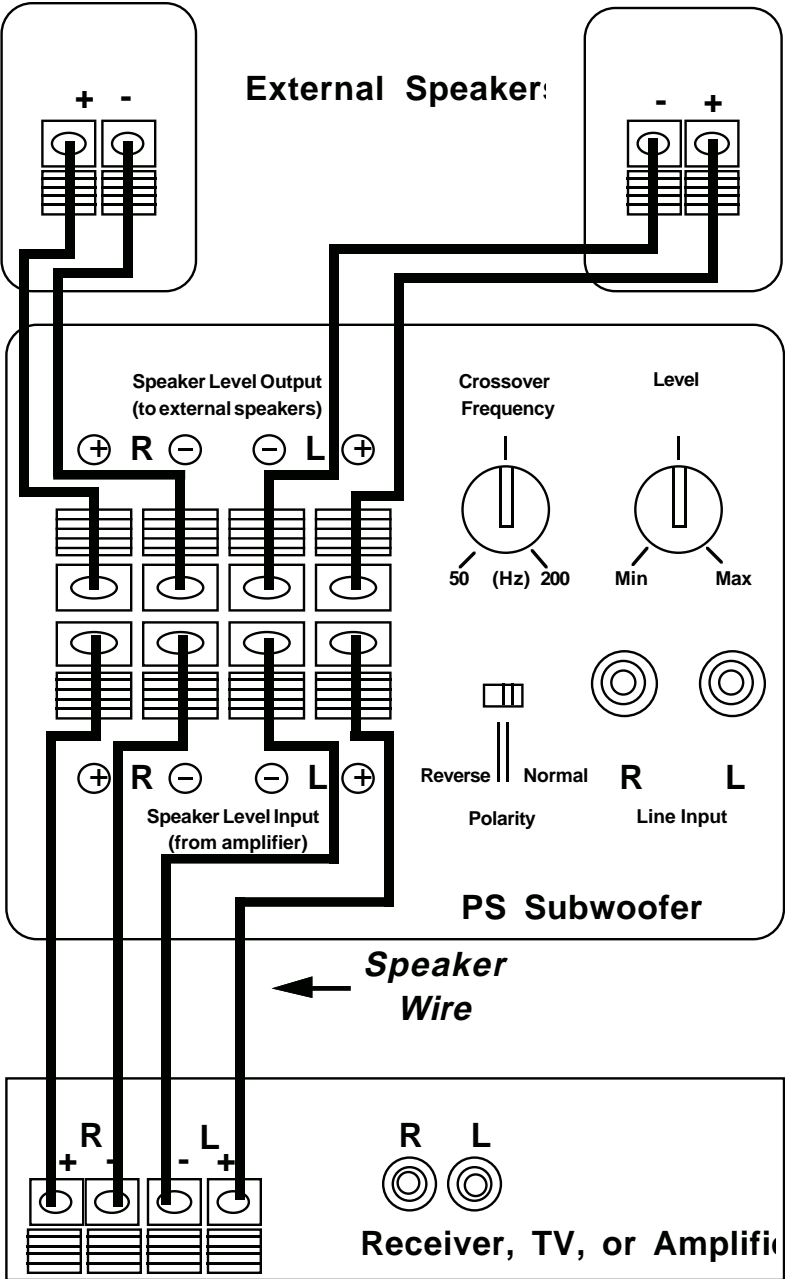 External Speakers
+ -
- +
Speaker Level Output
(to external speakers)
+ R - - L +
Crossover
Frequency
50 (Hz) 200
Level
Min Max
+ R - - L +
Speaker Level Input
(from amplifier)
Reverse Normal
Polarity
R L
Line Input
PS Subwoofer
Speaker
Wire
R L
+ - - +
R L
Receiver, TV, or